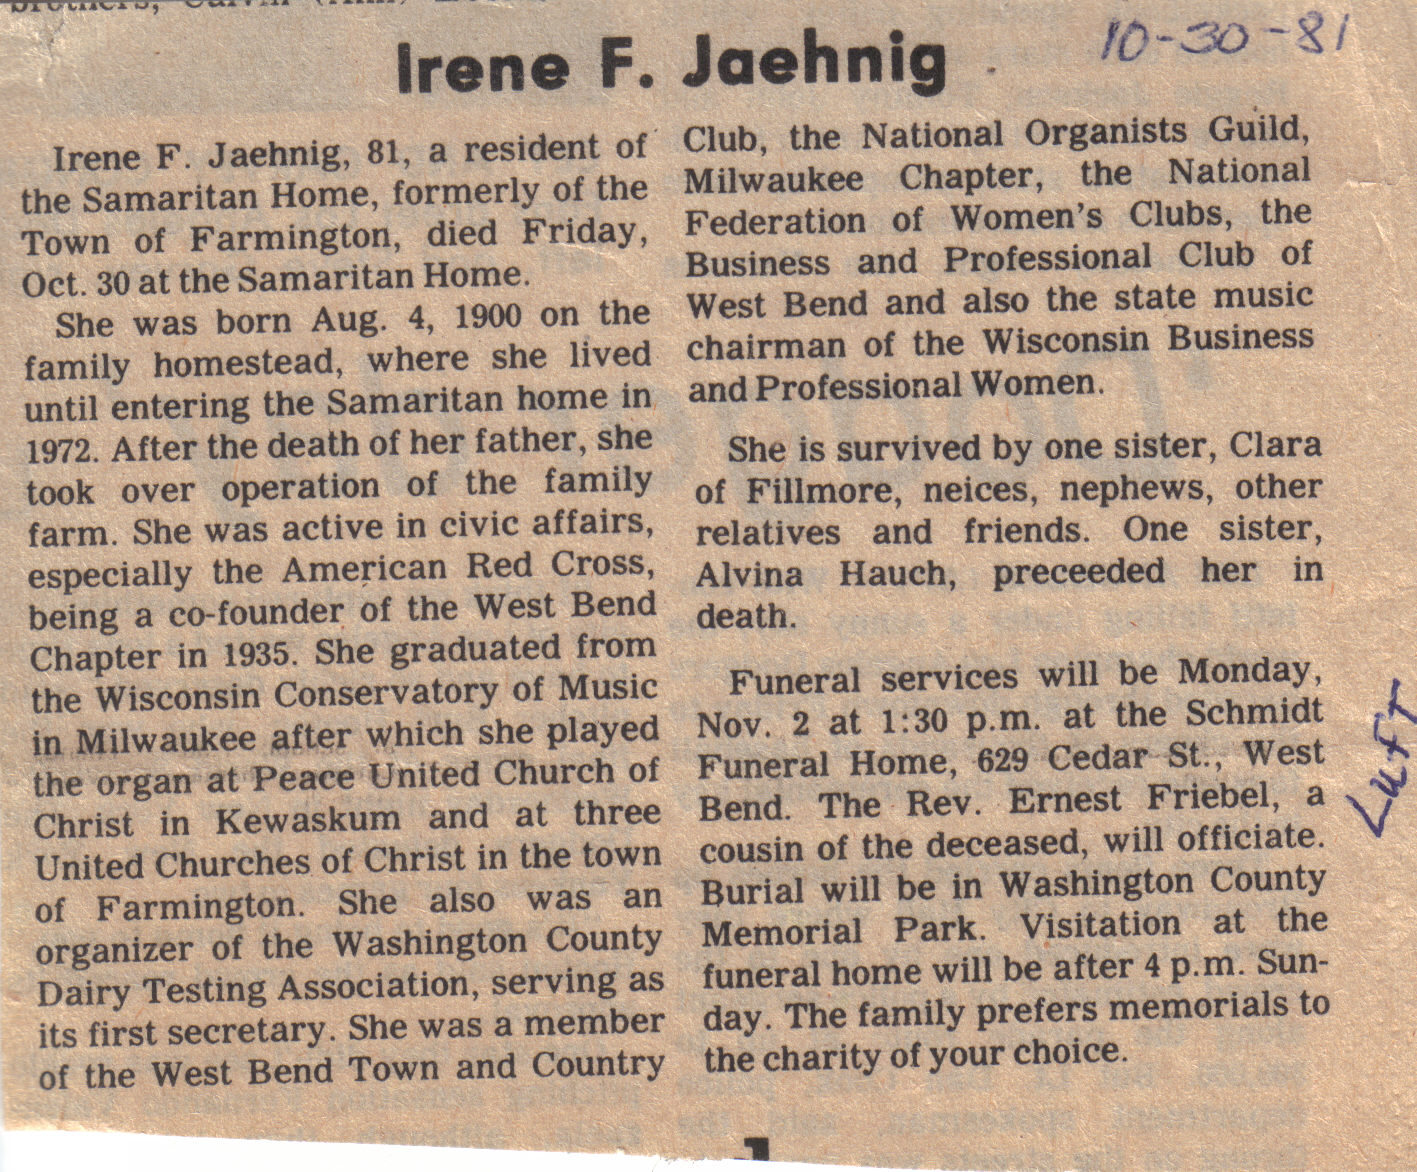 Irene F. Jaehnig
10-30-81
Irene F. Jaehnig, 81, a resident of
the Samaritan Home, formerly of the
Town of Farmington, died Friday,
Oct. 30 at the Samaritan Home.
She was born Aug. 4, 1900 on the
family homestead, where she lived
until entering the Samaritan home in
1972. After the death of her father, she
took over operation of the family
farm. She was active in civic affairs,
especially the American Red Cross,
being a co-founder of the West Bend
Chapter in 1935. She graduated from
the Wisconsin Conservatory of Music
in Milwaukee after which she played
the organ at Peace United Church of
Christ in Kewaskum and at three
United Churches of Christ in the town
of Farmington. She also was an
organizer of the Washington County
Dairy Testing Association, serving as
its first secretary. She was a member
of the West Bend Town and Country
Club, the National Organists Guild,
Milwaukee Chapter, the National
Federation of Women's Clubs, the
Business and Professional Club of
West Bend and also the state music
chairman of the Wisconsin Business
and Professional Women.
She is survived by one sister, Clara
of Fillmore, neices, nephews, other
relatives and friends. One sister,
Alvina Hauch, preceeded her in
death.
Funeral services will be Monday,
Nov. 2 at 1:30 p.m. at the Schmidt
Funeral Home, 629 Cedar St., West
Bend. The Rev. Ernest Friebel, a
cousin of the deceased, will officiate.
Burial will be in Washington County
Memorial Park. Visitation at the
funeral home will be after 4 p.m. Sun-
day. The family prefers memorials to
the charity of your choice.
LUFT